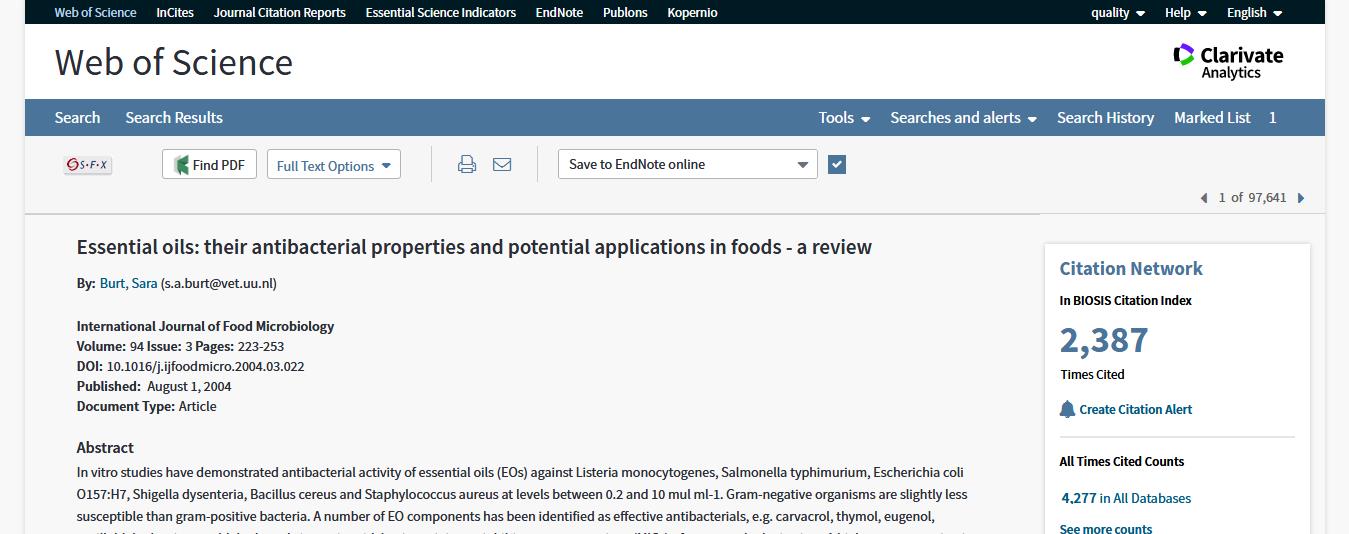 Web of Science InCites Journal Citation Reports Essential Science Indicators EndNote Publons Kopernio quality Help English
Web of Science
Clarivate
Analytics
Search Search Results Tools Searches and alerts Search History Marked List 1
S·F·X Find PDF Full Text Options Save to EndNote online
1 of 97,641
Essential oils: their antibacterial properties and potential applications in foods - a review
By: Burt, Sara (s.a.burt@vet.uu.nl)
International Journal of Food Microbiology
Volume: 94 Issue: 3 Pages: 223-253
DOI: 10.1016/j.ijfoodmicro.2004.03.022
Published: August 1, 2004
Document Type: Article
Abstract
In vitro studies have demonstrated antibacterial activity of essential oils (EOs) against Listeria monocytogenes, Salmonella typhimurium, Escherichia coli
O157:H7, Shigella dysenteria, Bacillus cereus and Staphylococcus aureus at levels between 0.2 and 10 mul ml-1. Gram-negative organisms are slightly less
susceptible than gram-positive bacteria. A number of EO components has been identified as effective antibacterials, e.g. carvacrol, thymol, eugenol,
Citation Network
In BIOSIS Citation Index
2,387
Times Cited
Create Citation Alert
All Times Cited Counts
4,277 in All Databases
See more counts